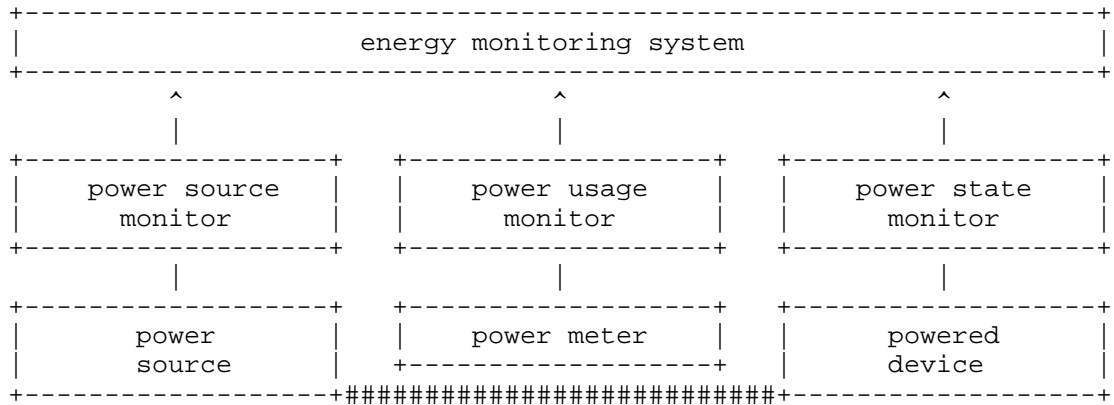 energy monitoring system
power source power usage power state
monitor monitor monitor
power power meter powered
source device